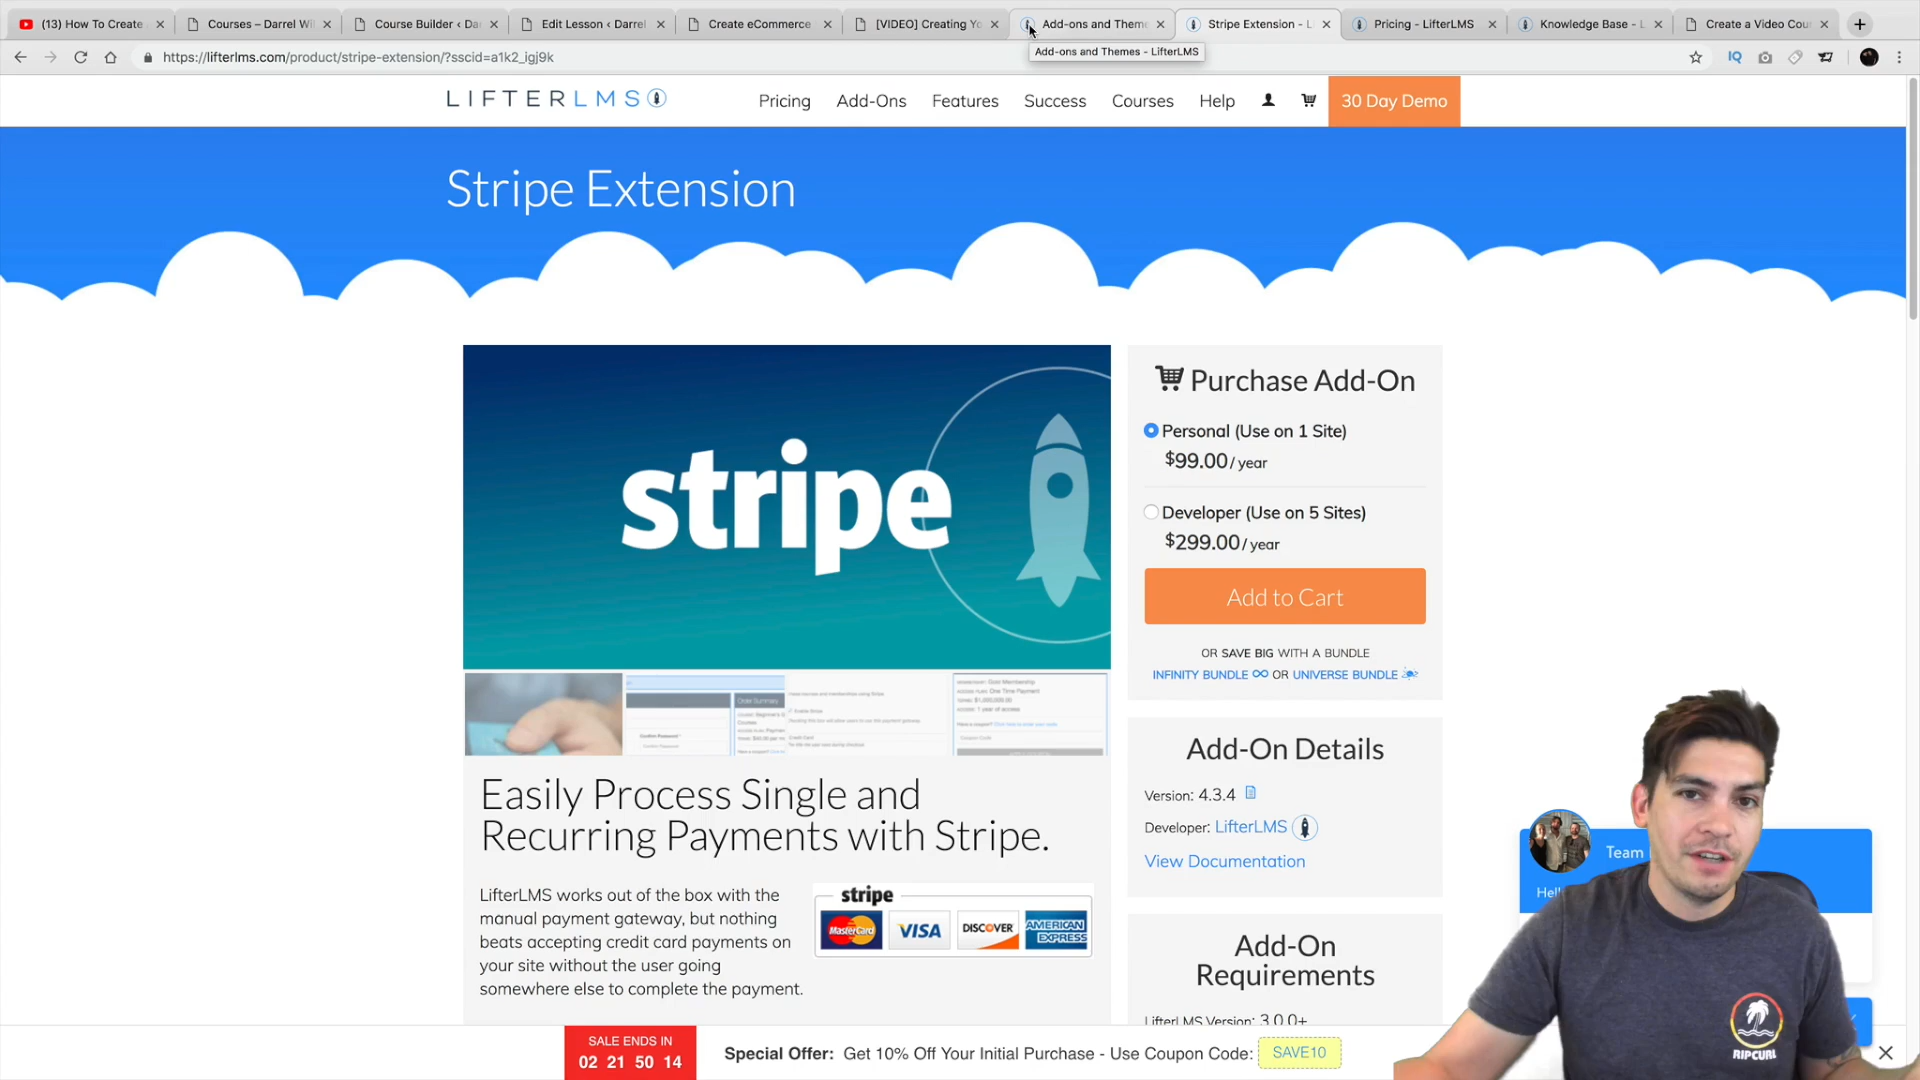 (13) How To Create
Courses – Darrel Wi
Course Builder ‹ Da
Edit Lesson ‹ Darrel
Create eCommerce
[VIDEO] Creating Yo
Add-ons and Theme
Stripe Extension - L
Pricing - LifterLMS
Knowledge Base - L
Create a Video Cou
Add-ons and Themes - LifterLMS
https://lifterlms.com/product/stripe-extension/?sscid=a1k2_igj9k
IQ
LIFTERLMS
Pricing Add-Ons Features Success Courses Help 30 Day Demo
Stripe Extension
stripe
Purchase Add-On
Personal (Use on 1 Site)
$99.00 / year
Developer (Use on 5 Sites)
$299.00 / year
Add to Cart
OR SAVE BIG WITH A BUNDLE
INFINITY BUNDLE OR UNIVERSE BUNDLE
Order Summary
Add-On Details
Version: 4.3.4
Developer: LifterLMS
View Documentation
Easily Process Single and
Recurring Payments with Stripe.
LifterLMS works out of the box with the
manual payment gateway, but nothing
beats accepting credit card payments on
your site without the user going
somewhere else to complete the payment.
stripe
MasterCard VISA DISCOVER AMERICAN EXPRESS
Add-On
Requirements
LifterLMS Version: 3.0.0+
Team
Hell
RIPCURL
SALE ENDS IN
02 21 50 14
Special Offer: Get 10% Off Your Initial Purchase - Use Coupon Code: SAVE10